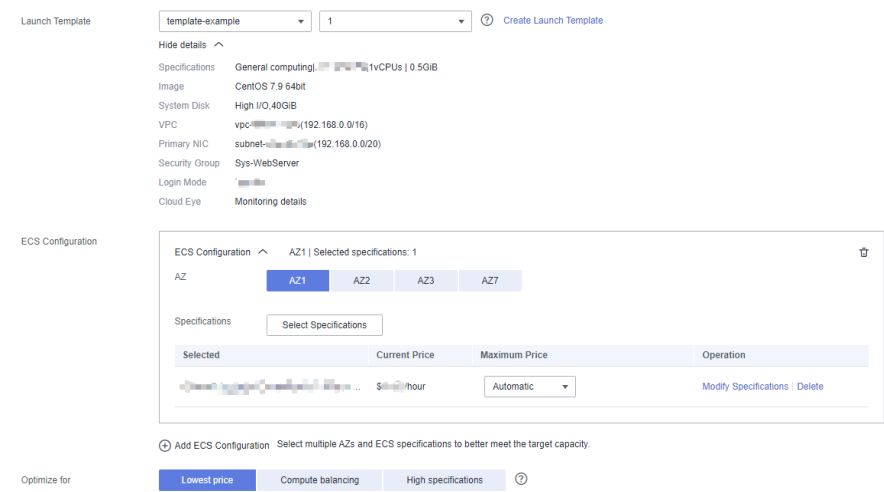 Launch Template template-example 1 Create Launch Template
Hide details
Specifications General computing| 1vCPUs | 0.5GiB
Image CentOS 7.9 64bit
System Disk High I/O,40GiB
VPC vpc- (192.168.0.0/16)
Primary NIC subnet- (192.168.0.0/20)
Security Group Sys-WebServer
Login Mode
Cloud Eye Monitoring details
ECS Configuration
ECS Configuration AZ1 | Selected specifications: 1
AZ AZ1 AZ2 AZ3 AZ7
Specifications Select Specifications
Selected Current Price Maximum Price Operation
... $ /hour Automatic Modify Specifications | Delete
Add ECS Configuration Select multiple AZs and ECS specifications to better meet the target capacity.
Optimize for Lowest price Compute balancing High specifications